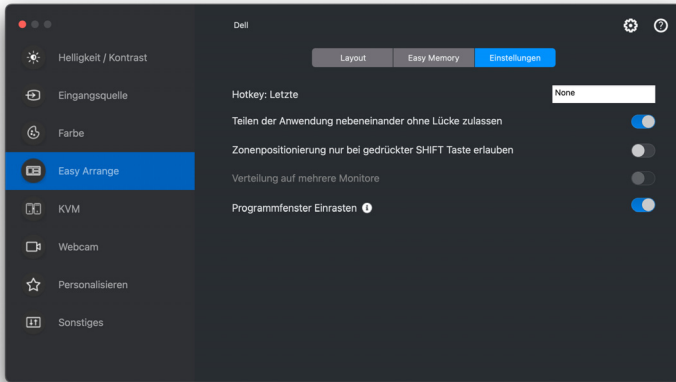 Dell
Helligkeit / Kontrast
Eingangsquelle
Farbe
Easy Arrange
KVM
Webcam
Personalisieren
Sonstiges
Layout
Easy Memory
Einstellungen
Hotkey: Letzte
None
Teilen der Anwendung nebeneinander ohne Lücke zulassen
Zonenpositionierung nur bei gedrückter SHIFT Taste erlauben
Verteilung auf mehrere Monitore
Programmfenster Einrasten